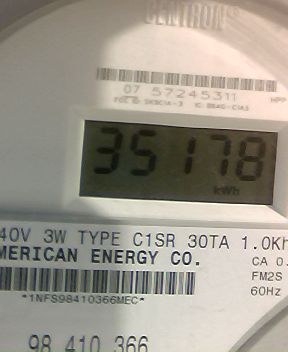 CENTRON®
07 57245311
35178
kWh
40V 3W TYPE C1SR 30TA 1.0Kh
MERICAN ENERGY CO.
CA 0.
FM2S
60Hz
*1NFS98410366MEC*
98 410 366